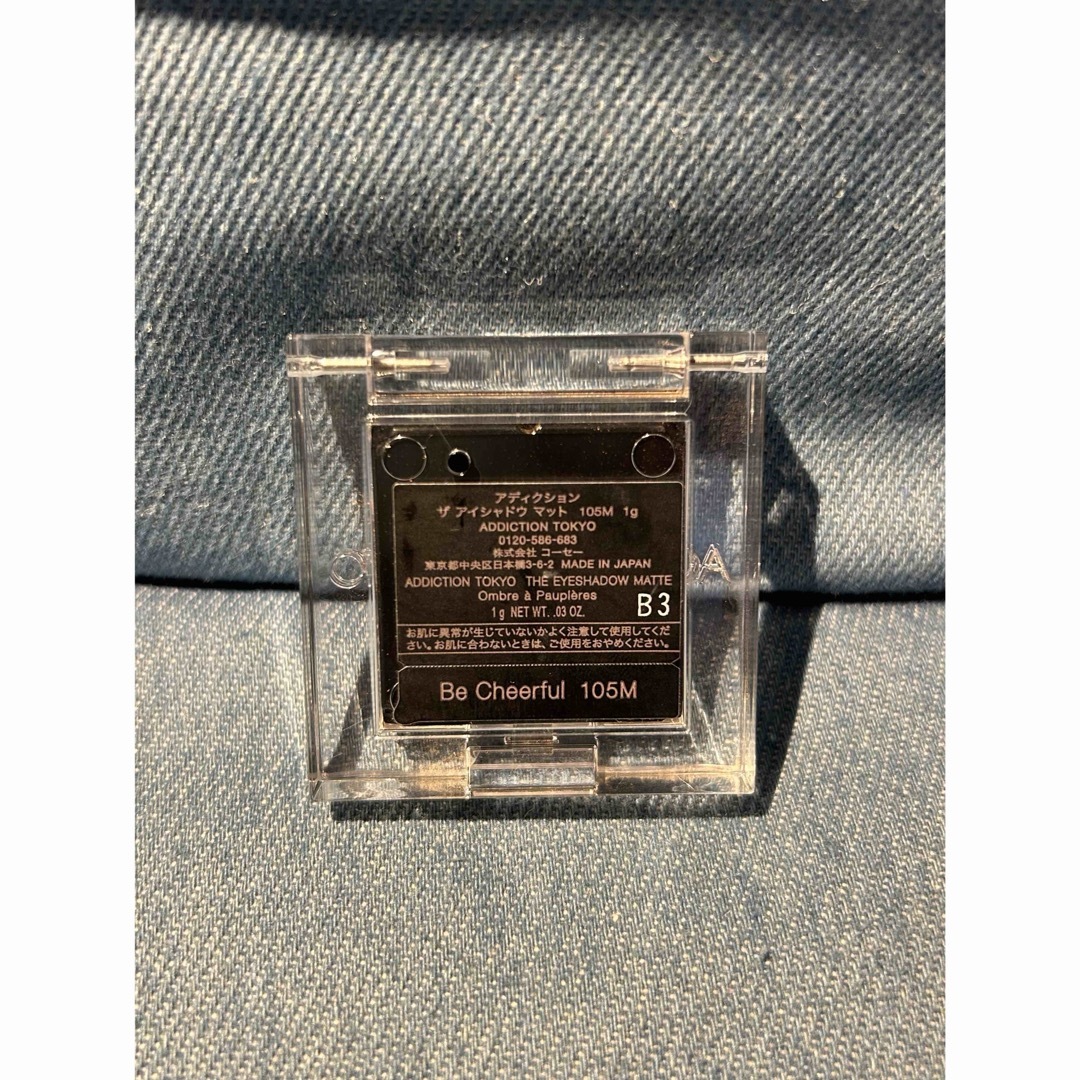 アディクション
ザ アイシャドウ マット 105M 1g
ADDICTION TOKYO
0120-586-683
株式会社 コーセー
東京都中央区日本橋3-6-2 MADE IN JAPAN
ADDICTION TOKYO THE EYESHADOW MATTE
Ombre à Paupières
1g NET WT. .03 OZ.
B3
お肌に異常が生じていないかよく注意して使用してくだ
さい。お肌に合わないときは、ご使用をおやめください。
Be Cheerful 105M